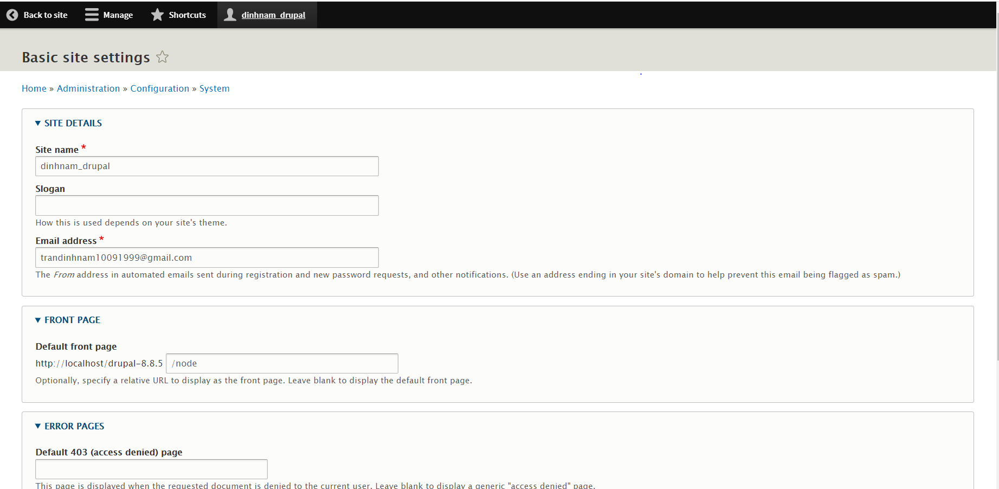 Back to site Manage Shortcuts dinhnam_drupal
Basic site settings
Home » Administration » Configuration » System
SITE DETAILS
Site name *
dinhnam_drupal
Slogan
How this is used depends on your site's theme.
Email address *
trandinhnam10091999@gmail.com
The From address in automated emails sent during registration and new password requests, and other notifications. (Use an address ending in your site's domain to help prevent this email being flagged as spam.)
FRONT PAGE
Default front page
http://localhost/drupal-8.8.5 /node
Optionally, specify a relative URL to display as the front page. Leave blank to display the default front page.
ERROR PAGES
Default 403 (access denied) page
This page is displayed when the requested document is denied to the current user. Leave blank to display a generic "access denied" page.